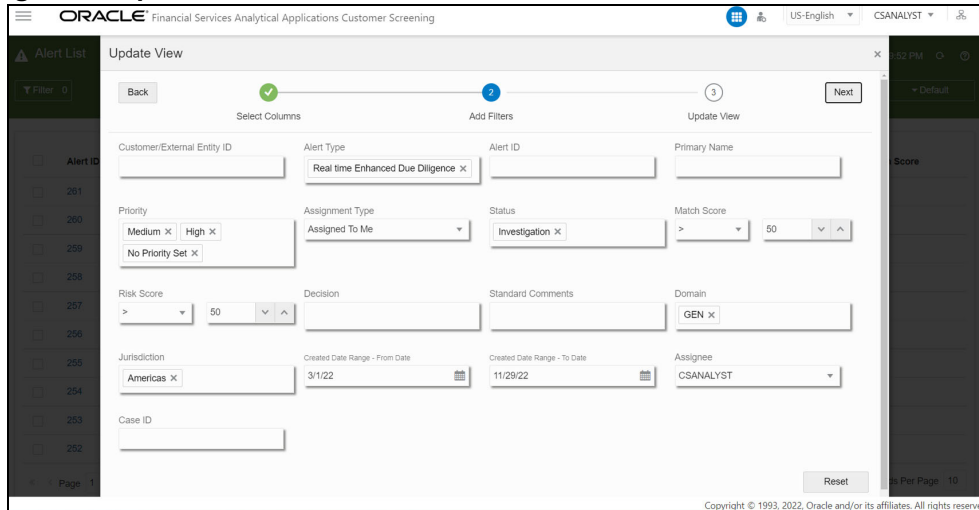 ORACLE® Financial Services Analytical Applications Customer Screening US-English CSANALYST
Alert List
Update View ×
:52 PM
Filter 0
Default
Back 2 3 Next
Select Columns Add Filters Update View
Customer/External Entity ID Alert Type Alert ID Primary Name
Real time Enhanced Due Diligence ×
Alert ID Score
261
Priority Assignment Type Status Match Score
Medium × High × Assigned To Me Investigation × > 50
No Priority Set ×
260
259
258
Risk Score Decision Standard Comments Domain
> 50 GEN ×
257
256
Jurisdiction Created Date Range - From Date Created Date Range - To Date Assignee
Americas × 3/1/22 11/29/22 CSANALYST
255
254
Case ID
253
252
Reset
Page 1 Per Page 10
Copyright © 1993, 2022, Oracle and/or its affiliates. All rights reserve